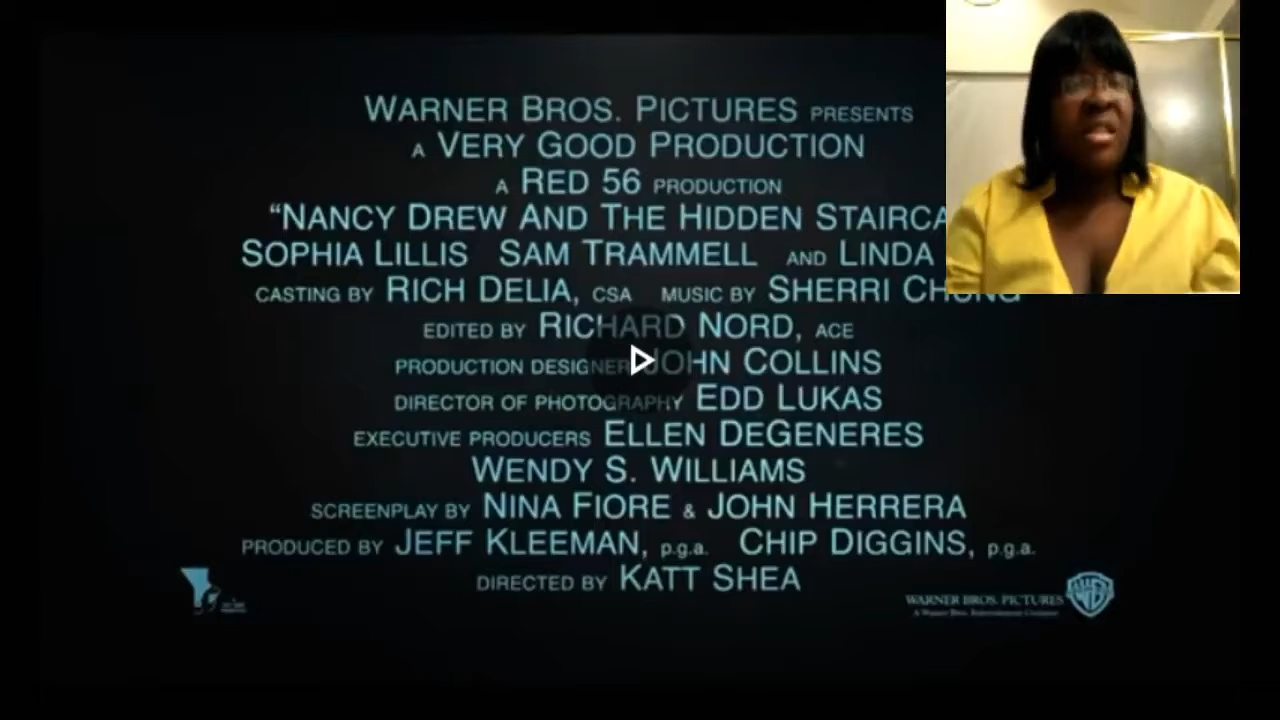 WARNER BROS. PICTURES PRESENTS
A VERY GOOD PRODUCTION
A RED 56 PRODUCTION
"NANCY DREW AND THE HIDDEN STAIRCA
SOPHIA LILLIS SAM TRAMMELL AND LINDA
CASTING BY RICH DELIA, CSA MUSIC BY SHERRI CHUNG
EDITED BY RICHARD NORD, ACE
PRODUCTION DESIGNER JOHN COLLINS
DIRECTOR OF PHOTOGRAPHY EDD LUKAS
EXECUTIVE PRODUCERS ELLEN DEGENERES
WENDY S. WILLIAMS
SCREENPLAY BY NINA FIORE & JOHN HERRERA
PRODUCED BY JEFF KLEEMAN, p.g.a. CHIP DIGGINS, p.g.a.
DIRECTED BY KATT SHEA
WARNER BROS. PICTURES
WB